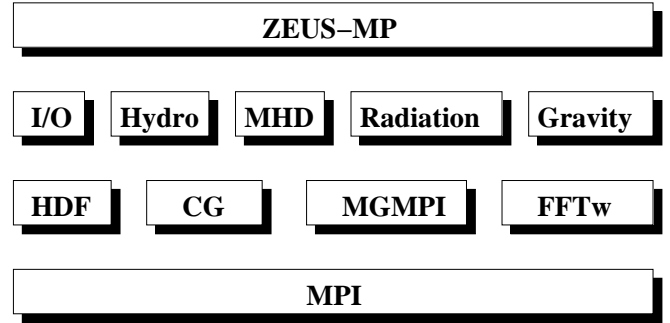 ZEUS−MP
I/O Hydro MHD Radiation Gravity
HDF CG MGMPI FFTw
MPI